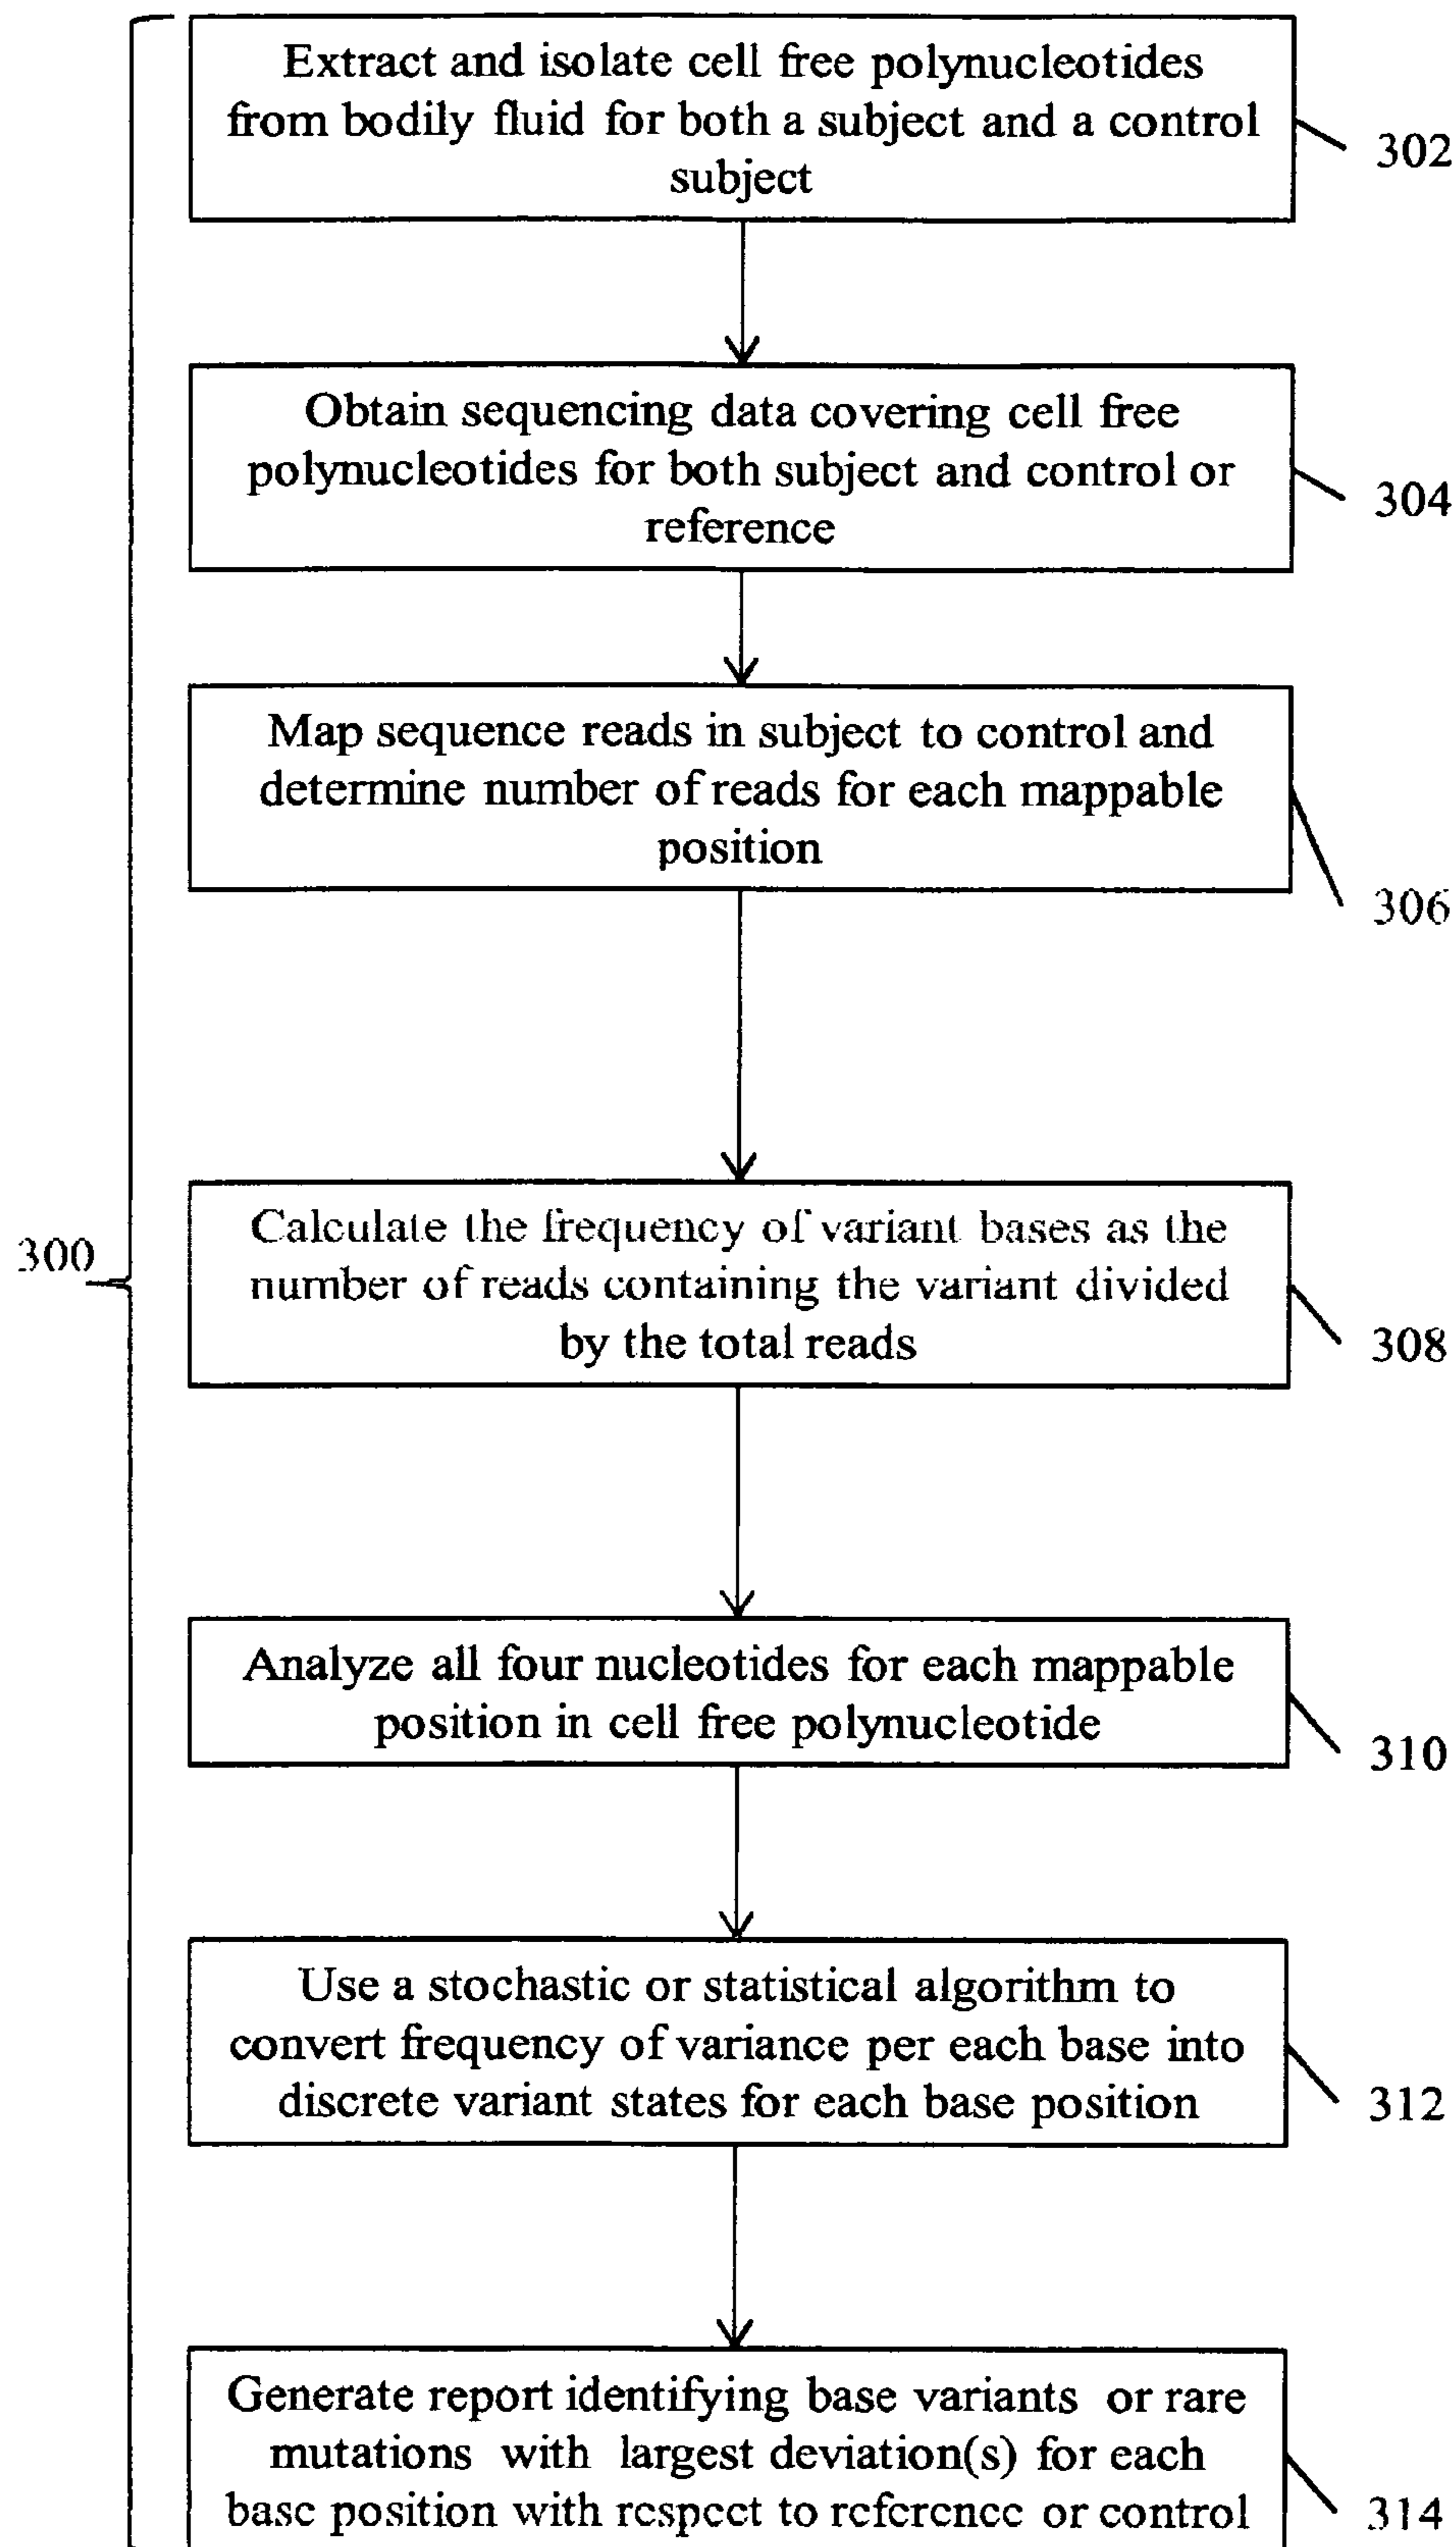 Extract and isolate cell free polynucleotides
from bodily fluid for both a subject and a control
subject
302
Obtain sequencing data covering cell free
polynucleotides for both subject and control or
reference
304
Map sequence reads in subject to control and
determine number of reads for each mappable
position
306
300
Calculate the frequency of variant bases as the
number of reads containing the variant divided
by the total reads
308
Analyze all four nucleotides for each mappable
position in cell free polynucleotide
310
Use a stochastic or statistical algorithm to
convert frequency of variance per each base into
discrete variant states for each base position
312
Generate report identifying base variants or rare
mutations with largest deviation(s) for each
base position with respect to reference or control
314